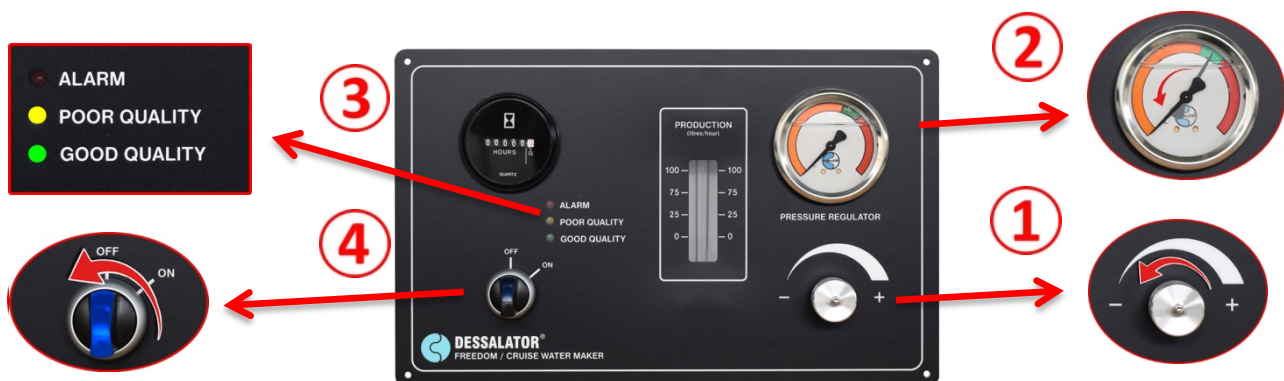 ALARM
POOR QUALITY
GOOD QUALITY
3
2
HOURS
QUARTZ
PRODUCTION
(litres/hour)
100 100
75 75
25 25
0 0
PRESSURE REGULATOR
ALARM
POOR QUALITY
GOOD QUALITY
1
4
OFF
ON
OFF
ON
- +
- +
DESSALATOR®
FREEDOM / CRUISE WATER MAKER